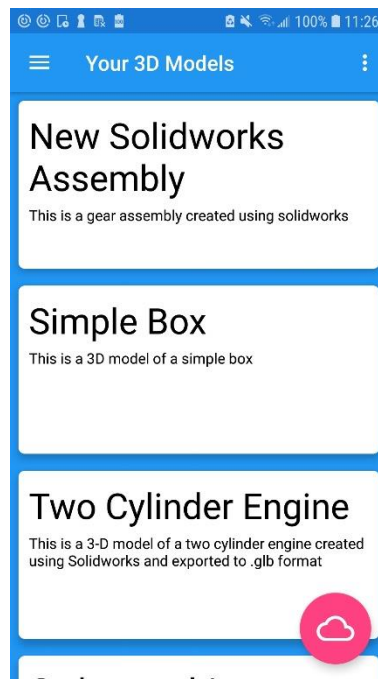 100% 11:26
Your 3D Models
New Solidworks
Assembly
This is a gear assembly created using solidworks
Simple Box
This is a 3D model of a simple box
Two Cylinder Engine
This is a 3-D model of a two cylinder engine created
using Solidworks and exported to .glb format